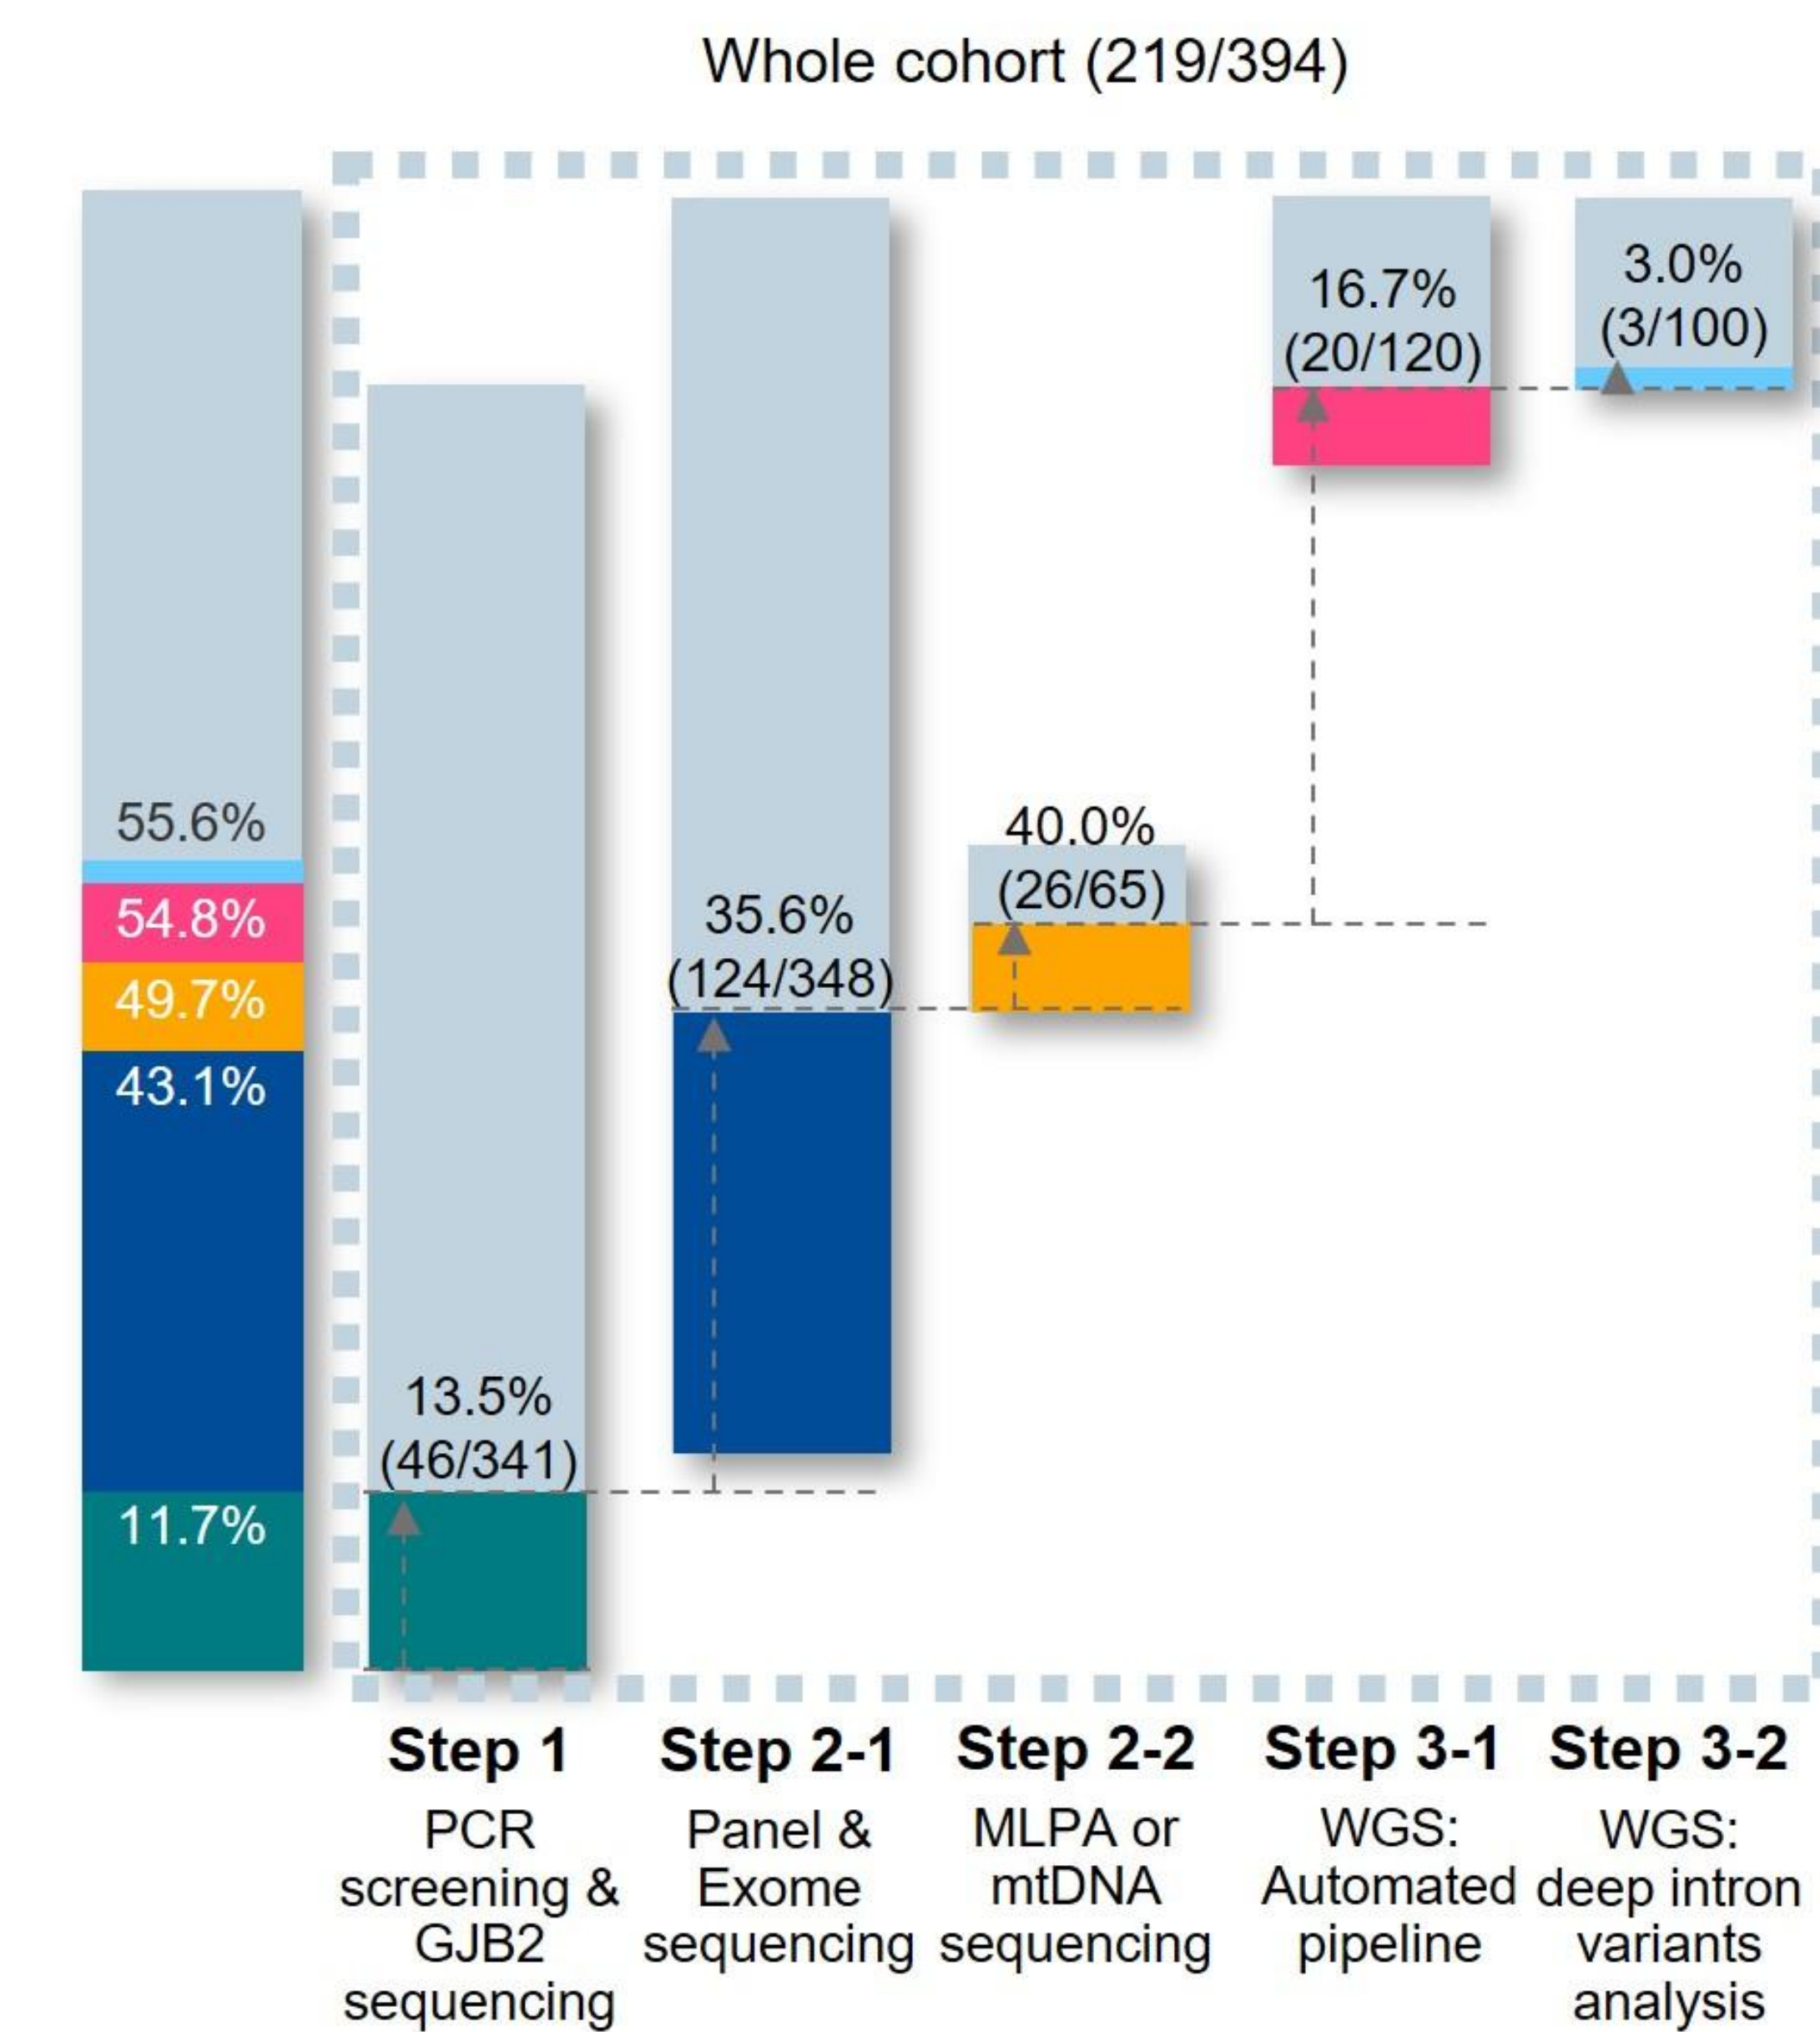 Whole cohort (219/394)
55.6%
54.8%
49.7%
43.1%
11.7%
13.5%
(46/341)
35.6%
(124/348)
40.0%
(26/65)
16.7%
(20/120)
3.0%
(3/100)
Step 1
PCR
screening &
GJB2
sequencing
Step 2-1
Panel &
Exome
sequencing
Step 2-2
MLPA or
mtDNA
sequencing
Step 3-1
WGS:
Automated
pipeline
Step 3-2
WGS:
deep intron
variants
analysis